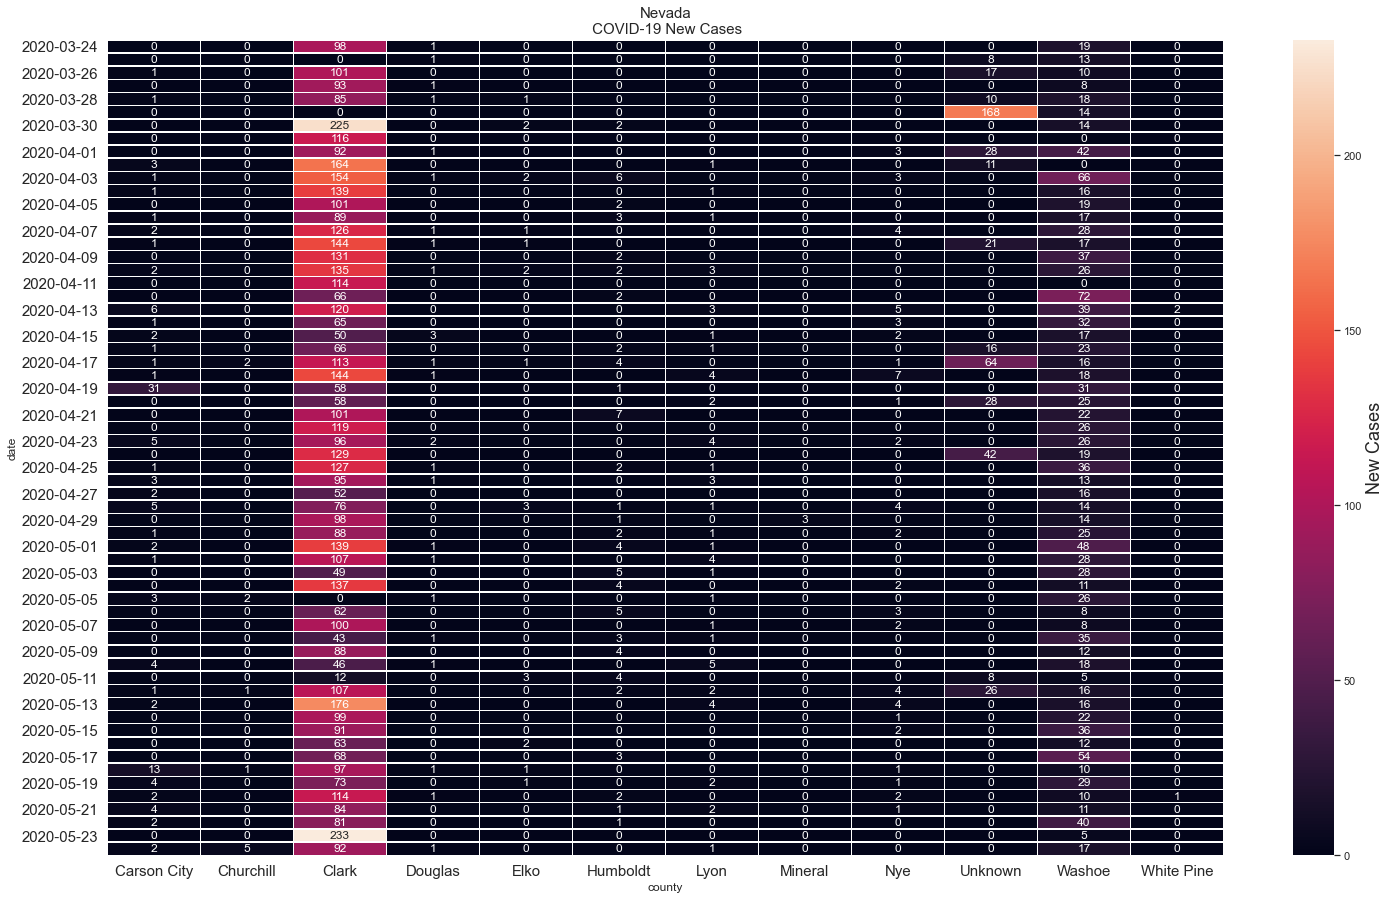 Nevada
COVID-19 New Cases
2020-03-24 0 0 98 1 0 0 0 0 0 0 19 0
0 0 0 1 0 0 0 0 0 8 13 0
2020-03-26 1 0 101 0 0 0 0 0 0 17 10 0
0 0 93 1 0 0 0 0 0 0 8 0
2020-03-28 1 0 85 1 1 0 0 0 0 10 18 0
0 0 0 0 0 0 0 0 0 168 14 0
2020-03-30 0 0 225 0 2 2 0 0 0 0 14 0
0 0 116 0 0 0 0 0 0 0 0 0
2020-04-01 0 0 92 1 0 0 0 0 3 28 42 0
3 0 164 0 0 0 1 0 0 11 0 0
2020-04-03 1 0 154 1 2 6 0 0 3 0 66 0
1 0 139 0 0 0 1 0 0 0 16 0
2020-04-05 0 0 101 0 0 2 0 0 0 0 19 0
1 0 89 0 0 3 1 0 0 0 17 0
2020-04-07 2 0 126 1 1 0 0 0 4 0 28 0
1 0 144 1 1 0 0 0 0 21 17 0
2020-04-09 0 0 131 0 0 2 0 0 0 0 37 0
2 0 135 1 2 2 3 0 0 0 26 0
2020-04-11 0 0 114 0 0 0 0 0 0 0 0 0
0 0 66 0 0 2 0 0 0 0 72 0
2020-04-13 6 0 120 0 0 0 3 0 5 0 39 2
1 0 65 0 0 0 0 0 3 0 32 0
2020-04-15 2 0 50 3 0 0 1 0 2 0 17 0
1 0 66 0 0 2 1 0 0 16 23 0
2020-04-17 1 2 113 1 1 4 0 0 1 64 16 0
1 0 144 1 0 0 4 0 7 0 18 0
2020-04-19 31 0 58 0 0 1 0 0 0 0 31 0
0 0 58 0 0 0 2 0 1 28 25 0
2020-04-21 0 0 101 0 0 7 0 0 0 0 22 0
0 0 119 0 0 0 0 0 0 0 26 0
2020-04-23 5 0 96 2 0 0 4 0 2 0 26 0
0 0 129 0 0 0 0 0 0 42 19 0
2020-04-25 1 0 127 1 0 2 1 0 0 0 36 0
3 0 95 1 0 0 3 0 0 0 13 0
2020-04-27 2 0 52 0 0 0 0 0 0 0 16 0
5 0 76 0 3 1 1 0 4 0 14 0
2020-04-29 0 0 98 0 0 1 0 3 0 0 14 0
1 0 88 0 0 2 1 0 2 0 25 0
2020-05-01 2 0 139 1 0 4 1 0 0 0 48 0
1 0 107 1 0 0 4 0 0 0 28 0
2020-05-03 0 0 49 0 0 5 1 0 0 0 28 0
0 0 137 0 0 4 0 0 2 0 11 0
2020-05-05 3 2 0 1 0 0 1 0 0 0 26 0
0 0 62 0 0 5 0 0 3 0 8 0
2020-05-07 0 0 100 0 0 0 1 0 2 0 8 0
0 0 43 1 0 3 1 0 0 0 35 0
2020-05-09 0 0 88 0 0 4 0 0 0 0 12 0
4 0 46 1 0 0 5 0 0 0 18 0
2020-05-11 0 0 12 0 3 4 0 0 0 8 5 0
1 1 107 0 0 2 2 0 4 26 16 0
2020-05-13 2 0 176 0 0 0 4 0 4 0 16 0
0 0 99 0 0 0 0 0 1 0 22 0
2020-05-15 0 0 91 0 0 0 0 0 2 0 36 0
0 0 63 0 2 0 0 0 0 0 12 0
2020-05-17 0 0 68 0 0 3 0 0 0 0 54 0
13 1 97 1 1 0 0 0 1 0 10 0
2020-05-19 4 0 73 0 1 0 2 0 1 0 29 0
2 0 114 1 0 2 0 0 2 0 10 1
2020-05-21 4 0 84 0 0 1 2 0 1 0 11 0
2 0 81 0 0 1 0 0 0 0 40 0
2020-05-23 0 0 233 0 0 0 0 0 0 0 5 0
2 5 92 1 0 0 1 0 0 0 17 0
Carson City Churchill Clark Douglas Elko Humboldt Lyon Mineral Nye Unknown Washoe White Pine
county
date
200
150
100
50
0
New Cases